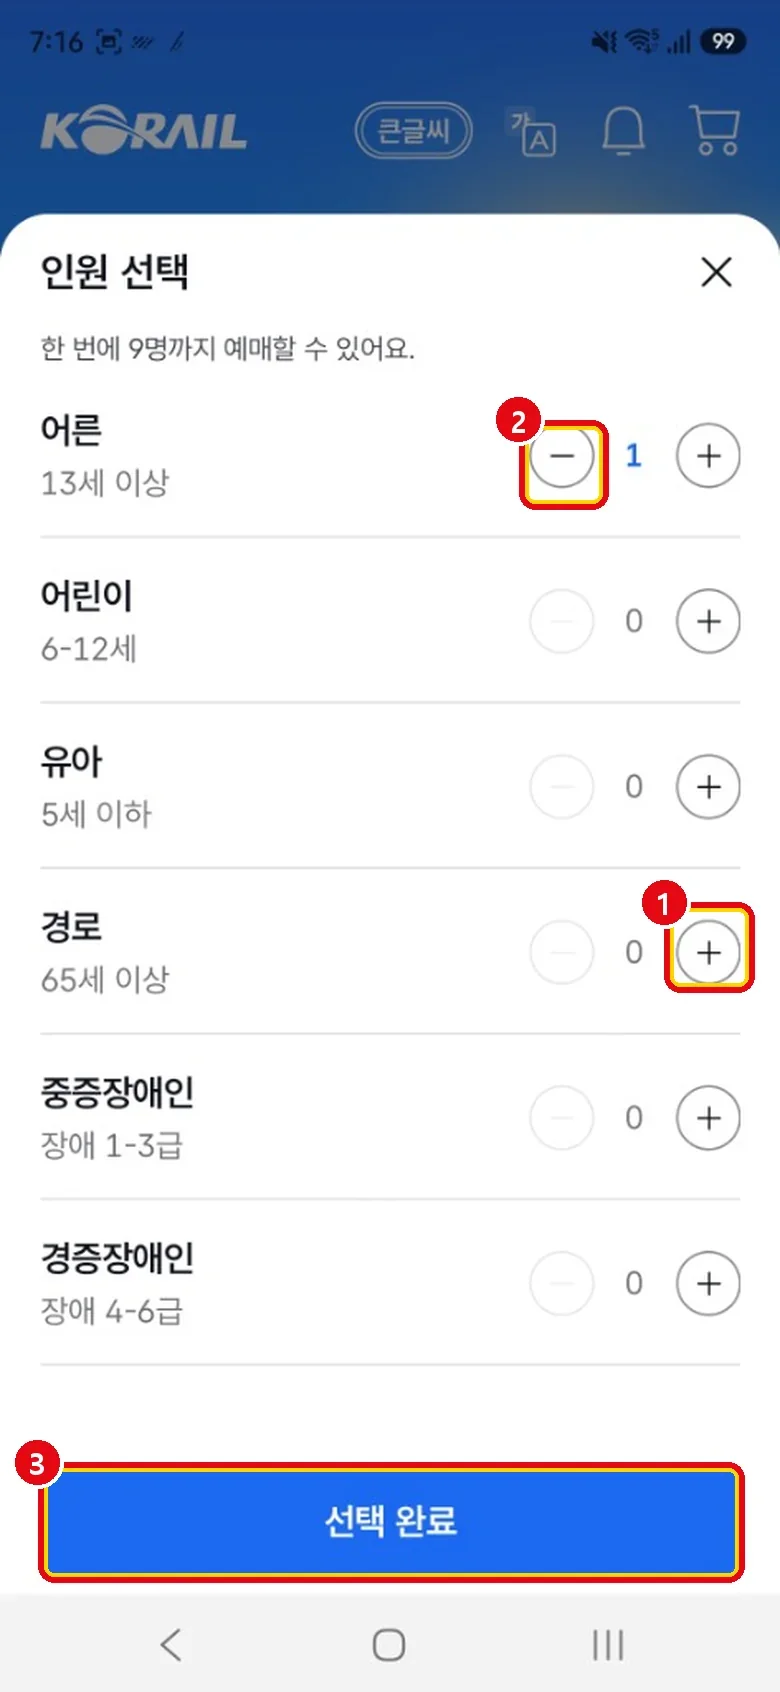 7:16 99
KORAIL 큰글씨 가A
인원 선택
한 번에 9명까지 예매할 수 있어요.
어른
13세 이상
2
1
어린이
6-12세
0
유아
5세 이하
0
경로
65세 이상
0
1
중증장애인
장애 1-3급
0
경증장애인
장애 4-6급
0
3
선택 완료